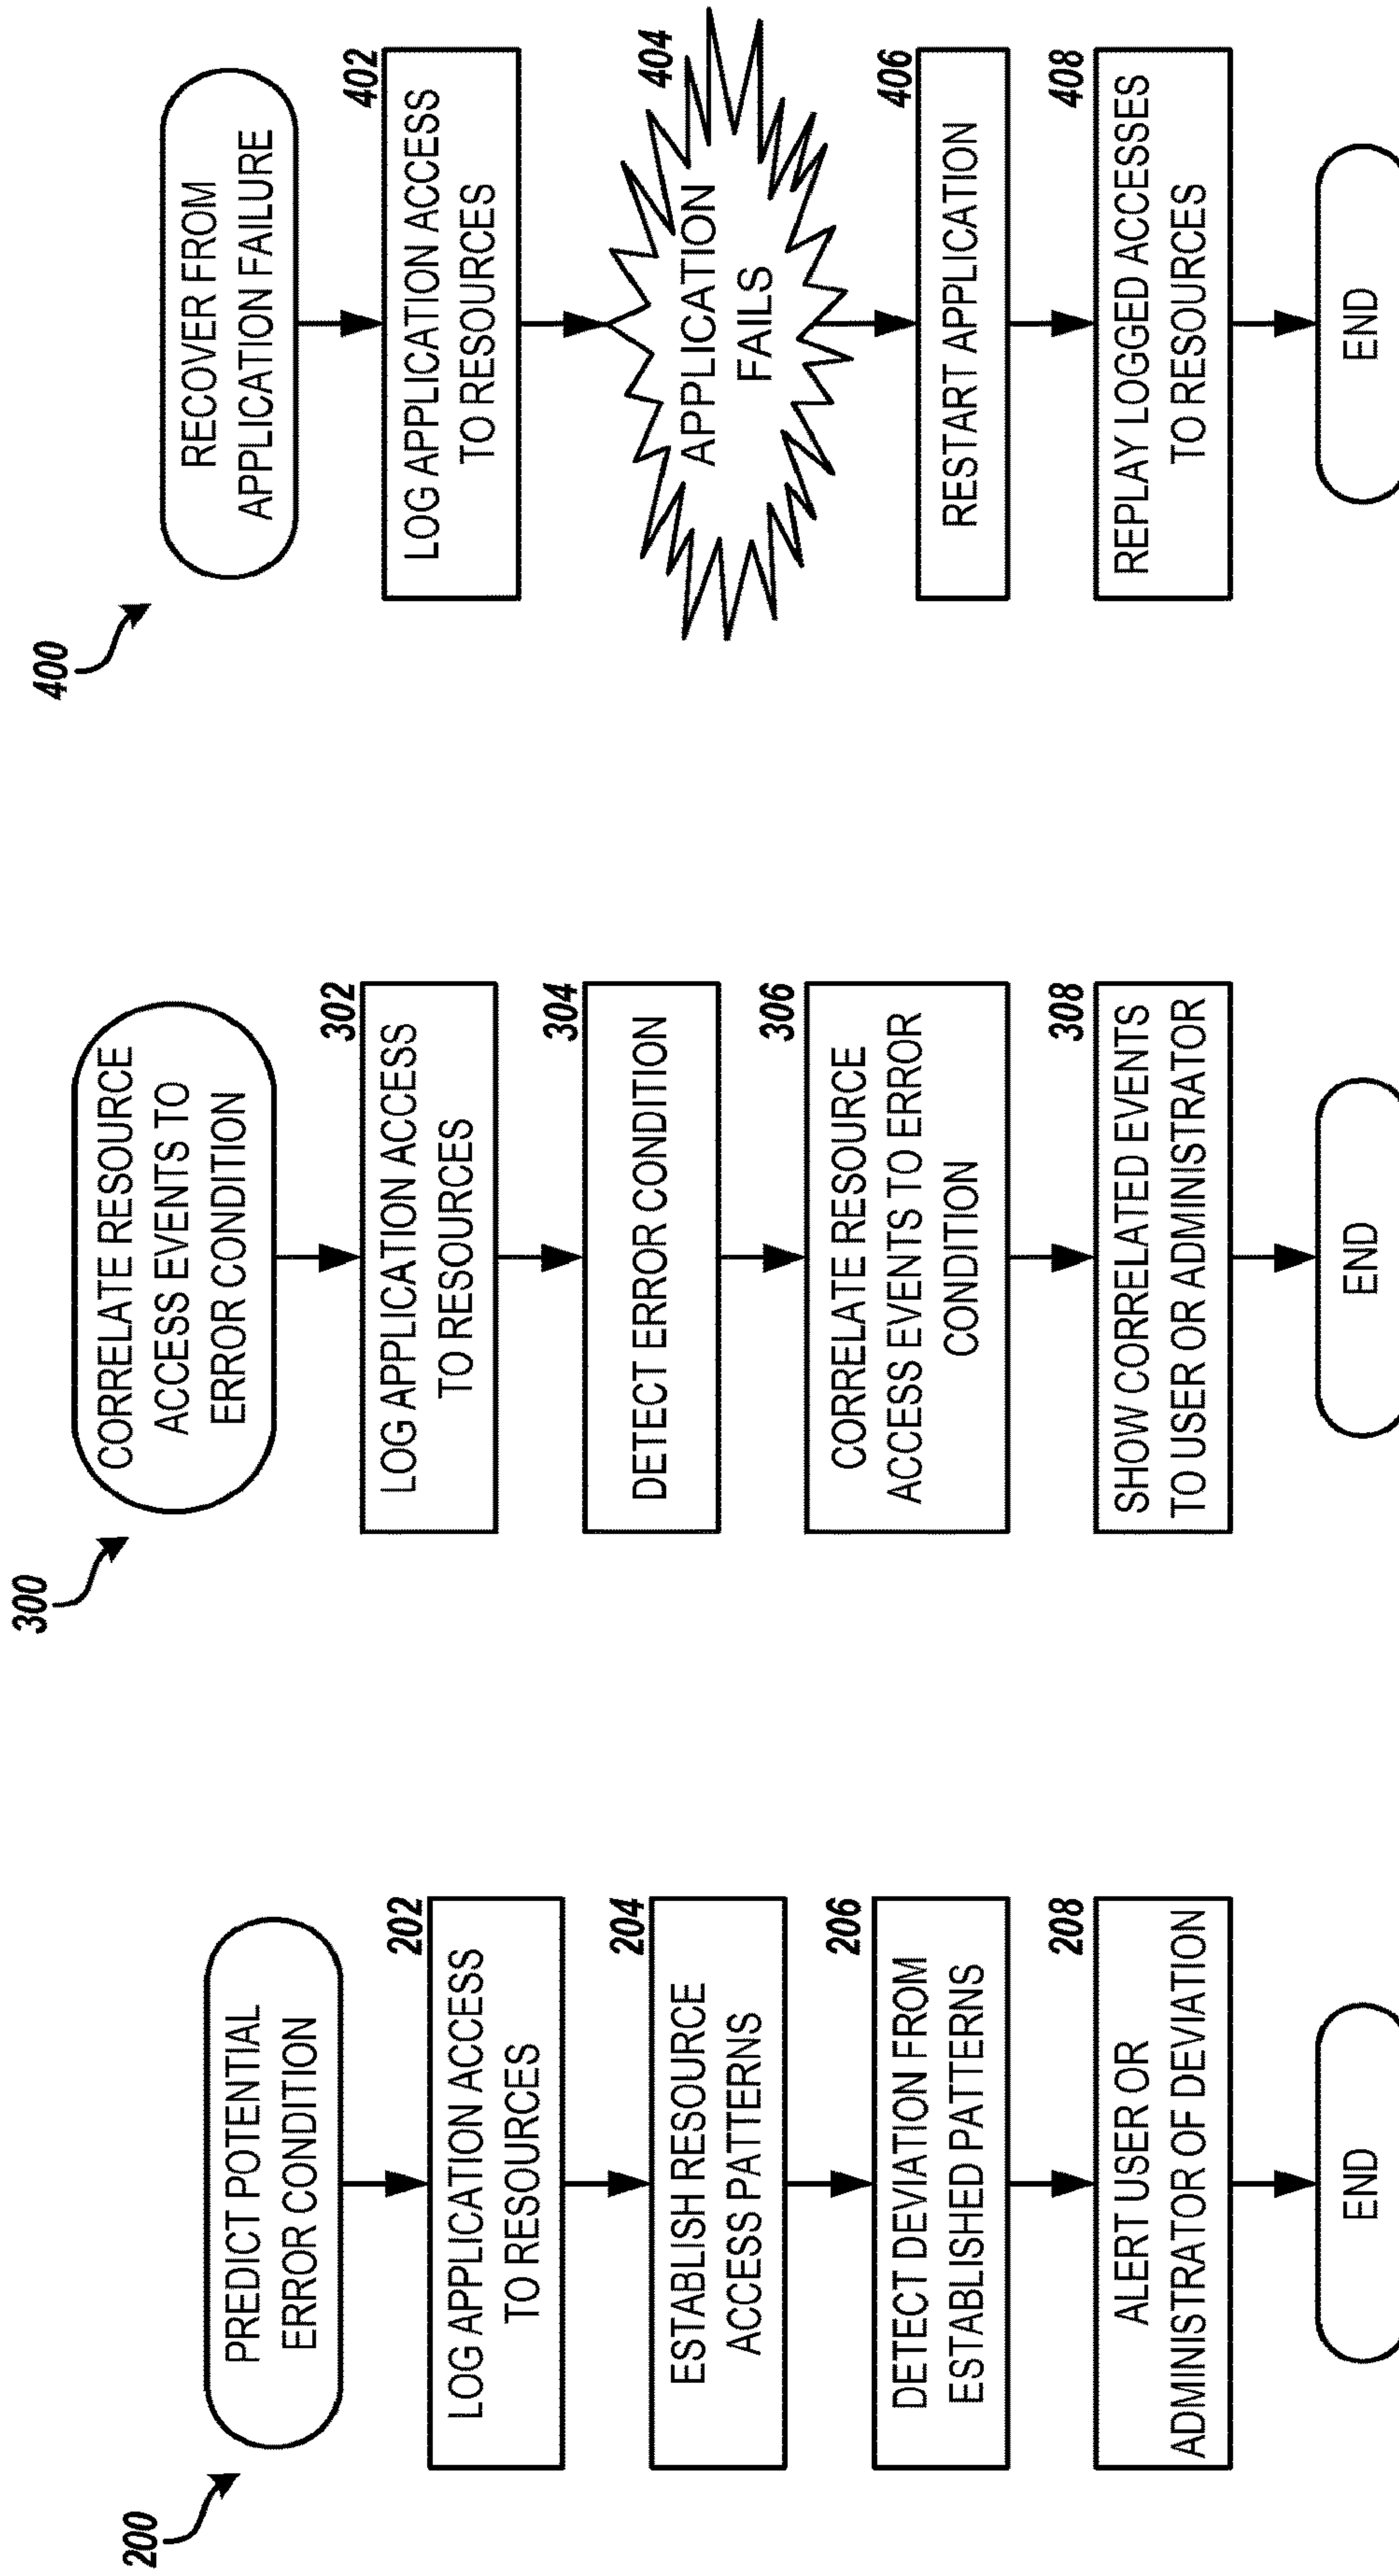 200
PREDICT POTENTIAL
ERROR CONDITION
202
LOG APPLICATION ACCESS
TO RESOURCES
204
ESTABLISH RESOURCE
ACCESS PATTERNS
206
DETECT DEVIATION FROM
ESTABLISHED PATTERNS
208
ALERT USER OR
ADMINISTRATOR OF DEVIATION
END
300
CORRELATE RESOURCE
ACCESS EVENTS TO
ERROR CONDITION
302
LOG APPLICATION ACCESS
TO RESOURCES
304
DETECT ERROR CONDITION
306
CORRELATE RESOURCE
ACCESS EVENTS TO ERROR
CONDITION
308
SHOW CORRELATED EVENTS
TO USER OR ADMINISTRATOR
END
400
RECOVER FROM
APPLICATION FAILURE
402
LOG APPLICATION ACCESS
TO RESOURCES
404
APPLICATION
FAILS
406
RESTART APPLICATION
408
REPLAY LOGGED ACCESSES
TO RESOURCES
END